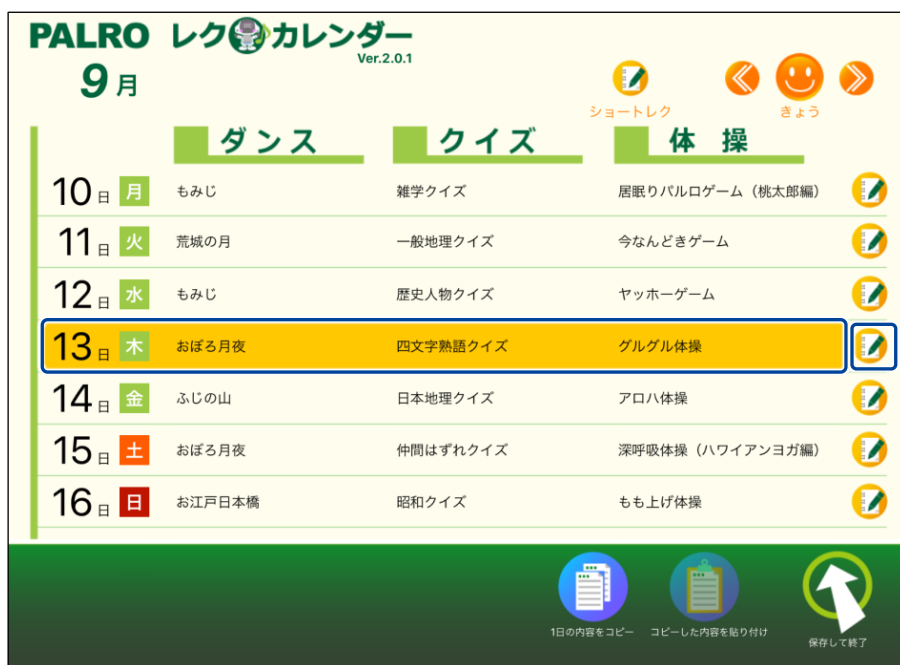 PALRO レクカレンダー
Ver.2.0.1
9月
ショートレク
きょう
ダンス クイズ 体操
10日 月 もみじ 雑学クイズ 居眠りパルロゲーム（桃太郎編）
11日 火 荒城の月 一般地理クイズ 今なんどきゲーム
12日 水 もみじ 歴史人物クイズ ヤッホーゲーム
13日 木 おぼろ月夜 四文字熟語クイズ グルグル体操
14日 金 ふじの山 日本地理クイズ アロハ体操
15日 土 おぼろ月夜 仲間はずれクイズ 深呼吸体操（ハワイアンヨガ編）
16日 日 お江戸日本橋 昭和クイズ もも上げ体操
1日の内容をコピー コピーした内容を貼り付け 保存して終了